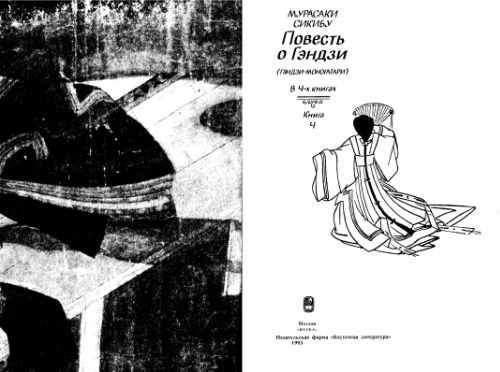 МУРАСАКИ
СИКИБУ
Повесть
о Гэндзи
(ГЭНДЗИ-МОНОГАТАРИ)
В 4-х книгах
Книга
4
Москва
«НАУКА»
Издательская фирма «Восточная литература»
1993